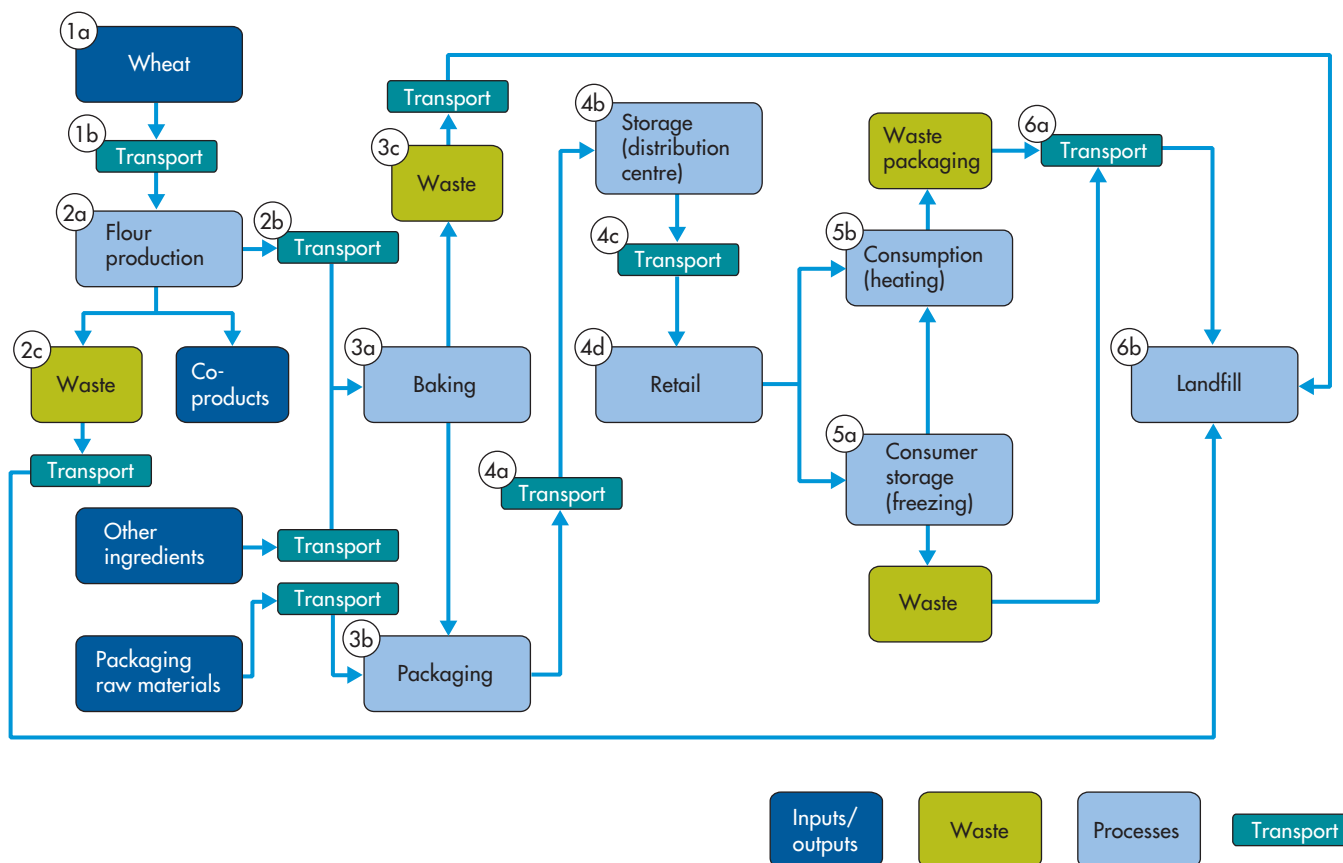 1a
Wheat
1b
Transport
2a
Flour
production
2b
Transport
2c
Waste
Co-
products
Transport
Other
ingredients
Transport
Transport
Packaging
raw materials
Transport
3c
Waste
3a
Baking
3b
Packaging
4a
Transport
4b
Storage
(distribution
centre)
4c
Transport
4d
Retail
Waste
packaging
5b
Consumption
(heating)
5a
Consumer
storage
(freezing)
Waste
6a
Transport
6b
Landfill
Inputs/
outputs
Waste
Processes
Transport